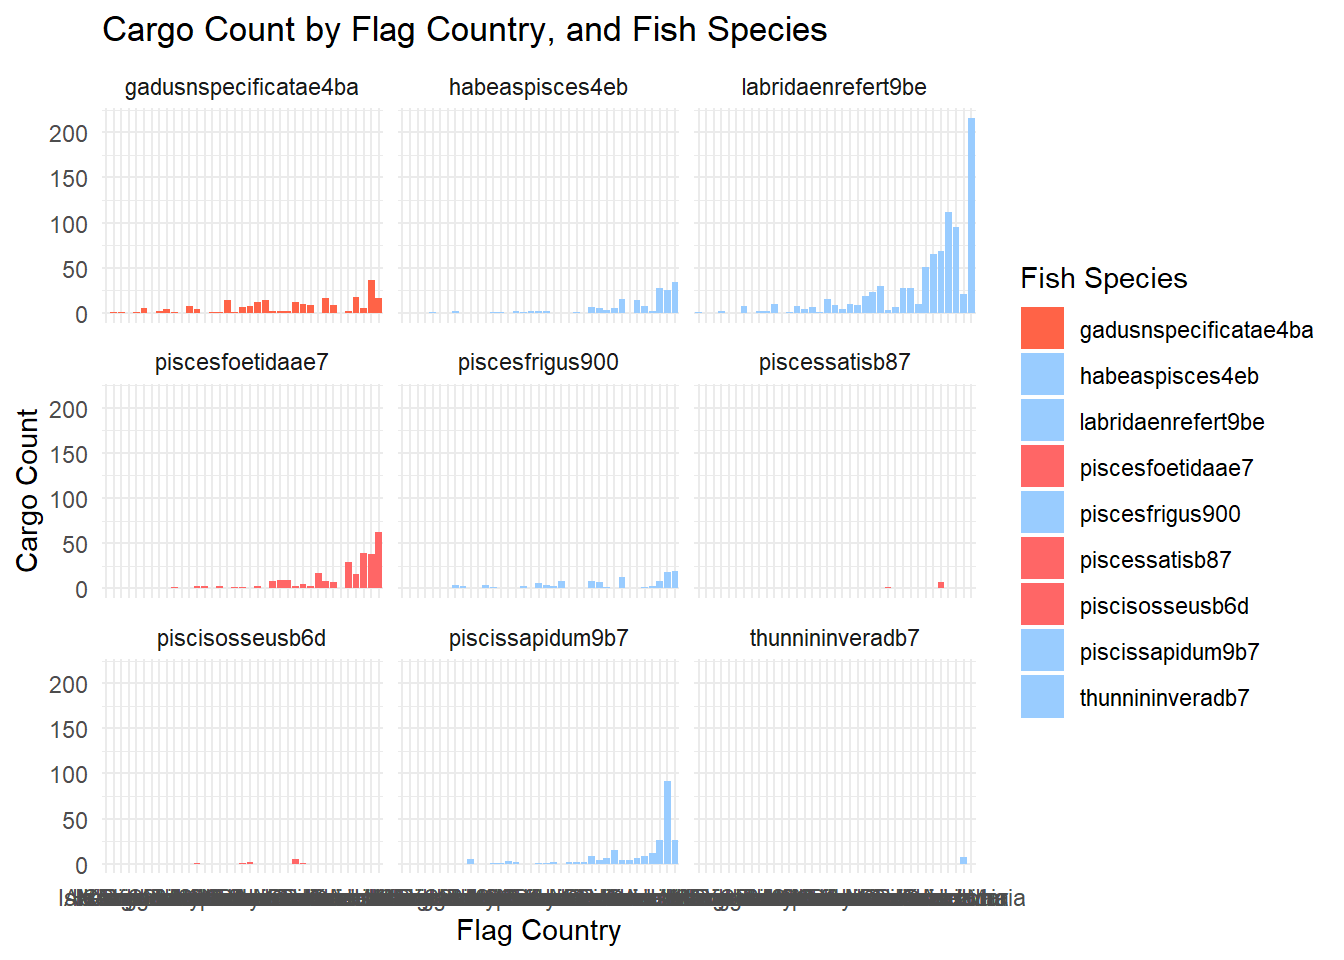 Cargo Count by Flag Country, and Fish Species
gadusnspecificatae4ba
habeaspisces4eb
labridaenrefert9be
200
150
100
50
0
piscesfoetidaae7
piscesfrigus900
piscessatisb87
200
150
100
50
0
piscisosseusb6d
piscissapidum9b7
thunnininveradb7
200
150
100
50
0
Cargo Count
Flag Country
Fish Species
gadusnspecificatae4ba
habeaspisces4eb
labridaenrefert9be
piscesfoetidaae7
piscesfrigus900
piscessatisb87
piscisosseusb6d
piscissapidum9b7
thunnininveradb7